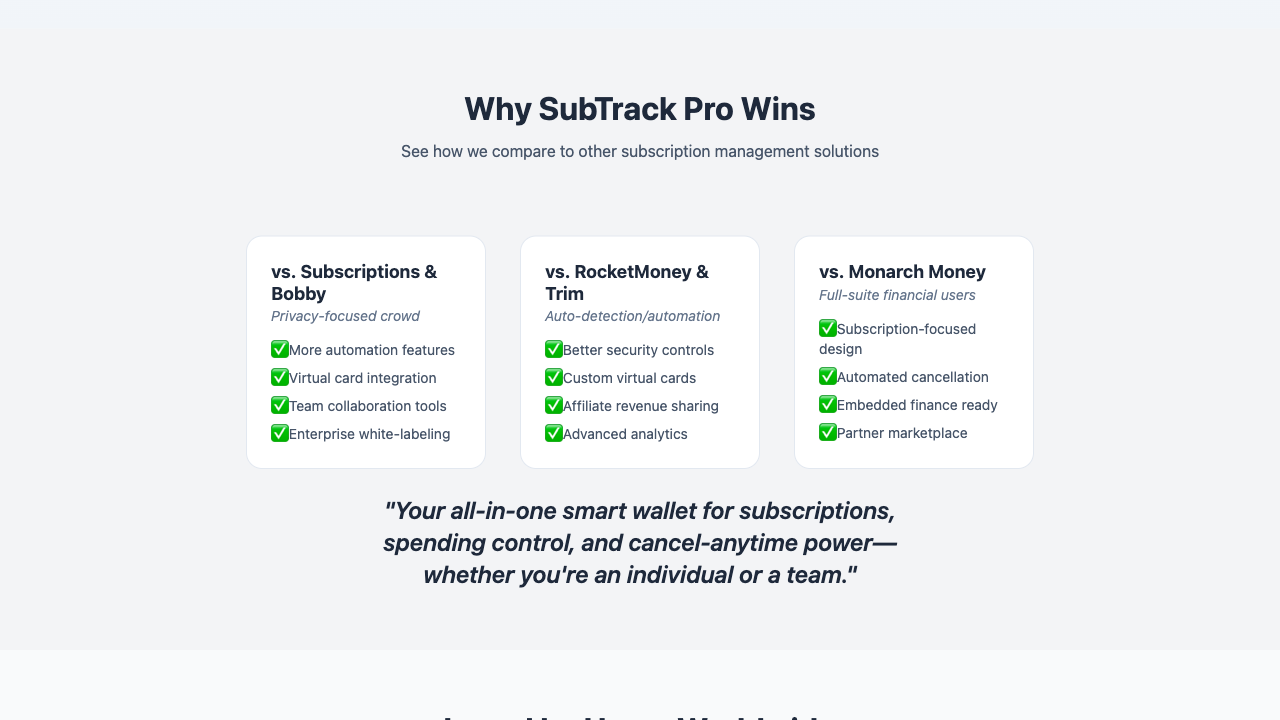 Why SubTrack Pro Wins
See how we compare to other subscription management solutions
vs. Subscriptions &
Bobby
Privacy-focused crowd
✅More automation features
✅Virtual card integration
✅Team collaboration tools
✅Enterprise white-labeling
vs. RocketMoney &
Trim
Auto-detection/automation
✅Better security controls
✅Custom virtual cards
✅Affiliate revenue sharing
✅Advanced analytics
vs. Monarch Money
Full-suite financial users
✅Subscription-focused
design
✅Automated cancellation
✅Embedded finance ready
✅Partner marketplace
"Your all-in-one smart wallet for subscriptions,
spending control, and cancel-anytime power—
whether you're an individual or a team."